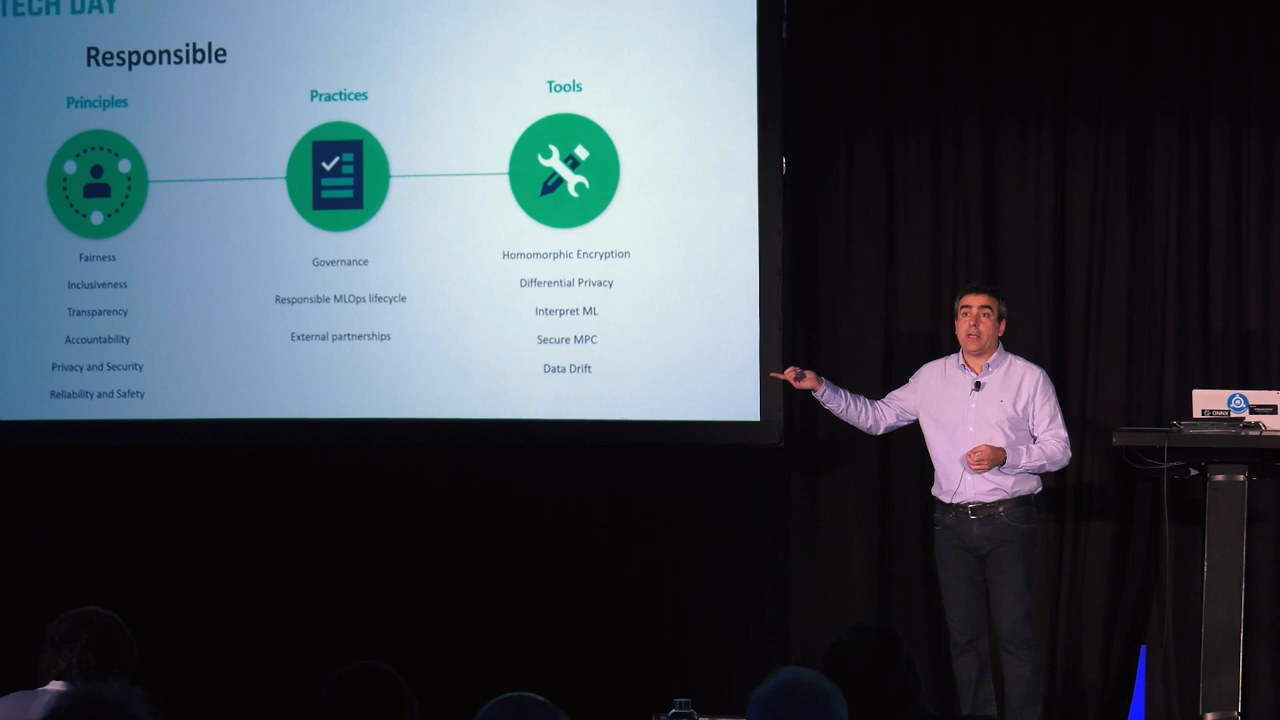 TECH DAY
Responsible
Principles
Fairness
Inclusiveness
Transparency
Accountability
Privacy and Security
Reliability and Safety
Practices
Governance
Responsible MLOps lifecycle
External partnerships
Tools
Homomorphic Encryption
Differential Privacy
Interpret ML
Secure MPC
Data Drift
ONNX